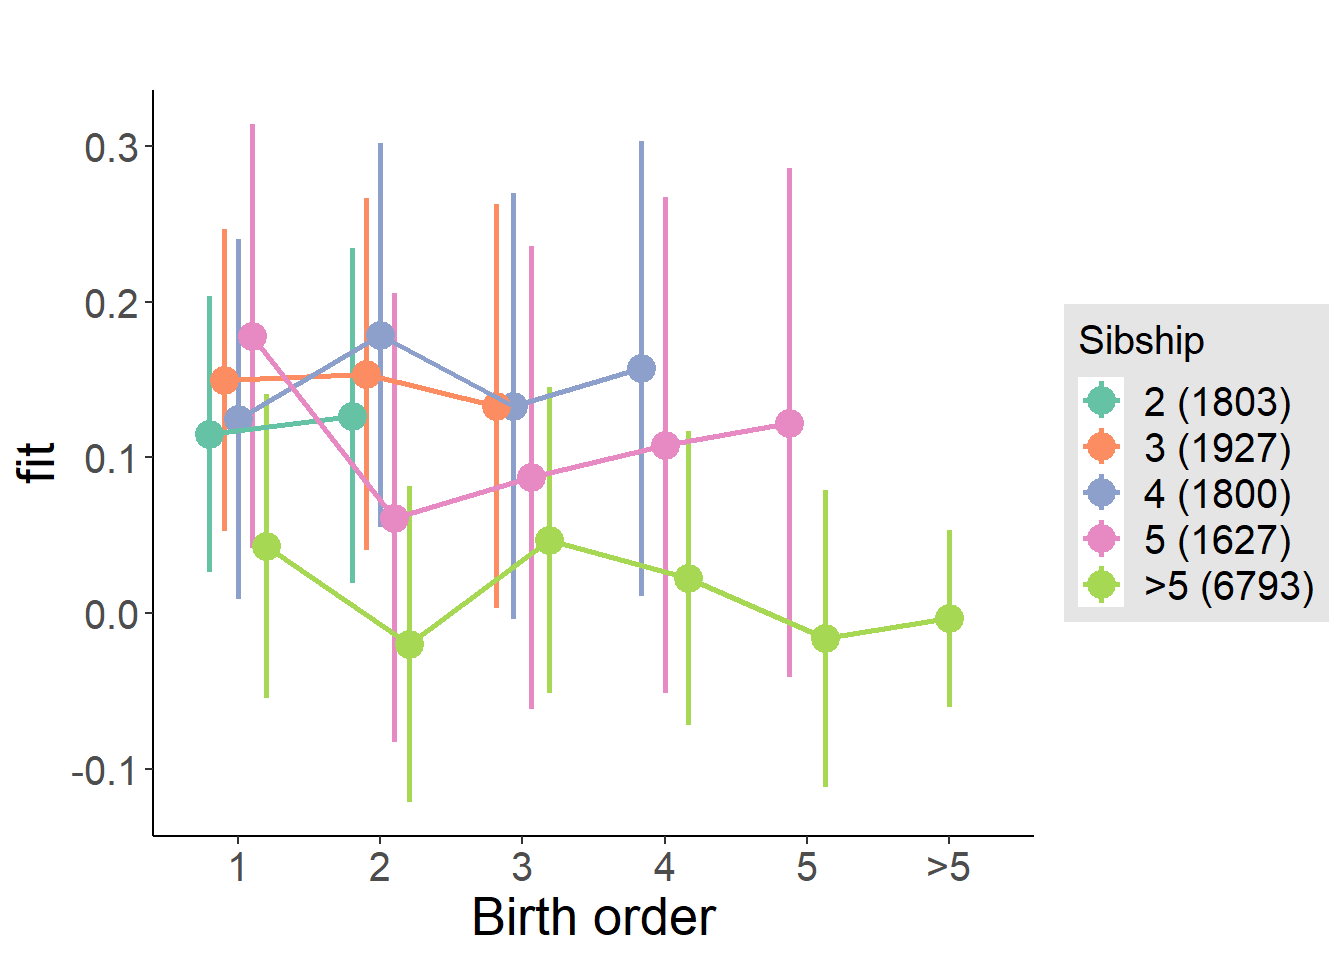 0.3
0.2
0.1
0.0
-0.1
fit
1 2 3 4 5 >5
Birth order
Sibship
2 (1803)
3 (1927)
4 (1800)
5 (1627)
>5 (6793)